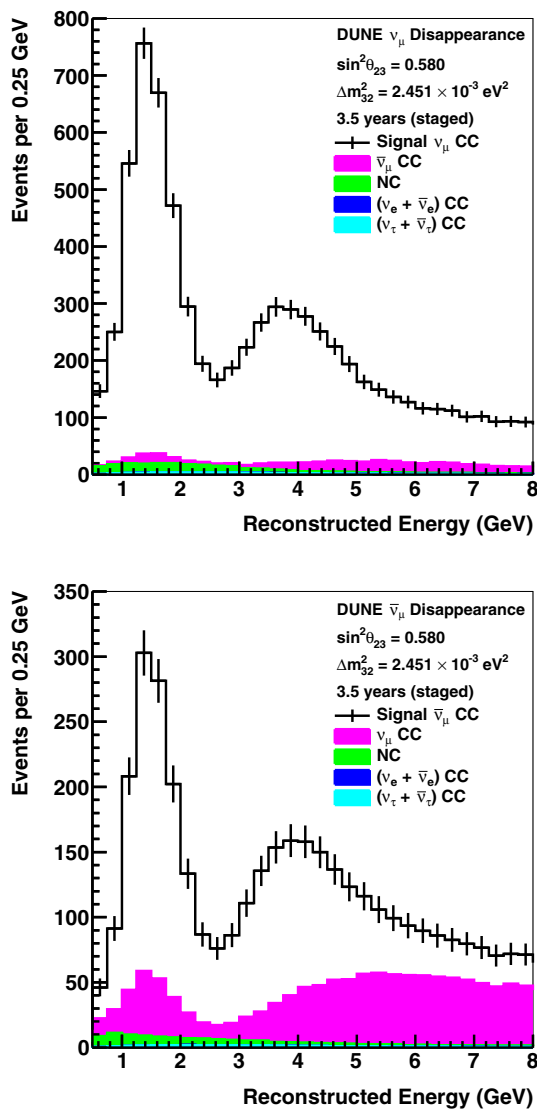 DUNE νμ Disappearance
sin²θ₂₃ = 0.580
Δm²₃₂ = 2.451 × 10⁻³ eV²
3.5 years (staged)
Signal νμ CC
ν̄μ CC
NC
(νe + ν̄e) CC
(ντ + ν̄τ) CC
Events per 0.25 GeV
800
700
600
500
400
300
200
100
0
1 2 3 4 5 6 7 8
Reconstructed Energy (GeV)
DUNE ν̄μ Disappearance
sin²θ₂₃ = 0.580
Δm²₃₂ = 2.451 × 10⁻³ eV²
3.5 years (staged)
Signal ν̄μ CC
νμ CC
NC
(νe + ν̄e) CC
(ντ + ν̄τ) CC
Events per 0.25 GeV
350
300
250
200
150
100
50
0
1 2 3 4 5 6 7 8
Reconstructed Energy (GeV)